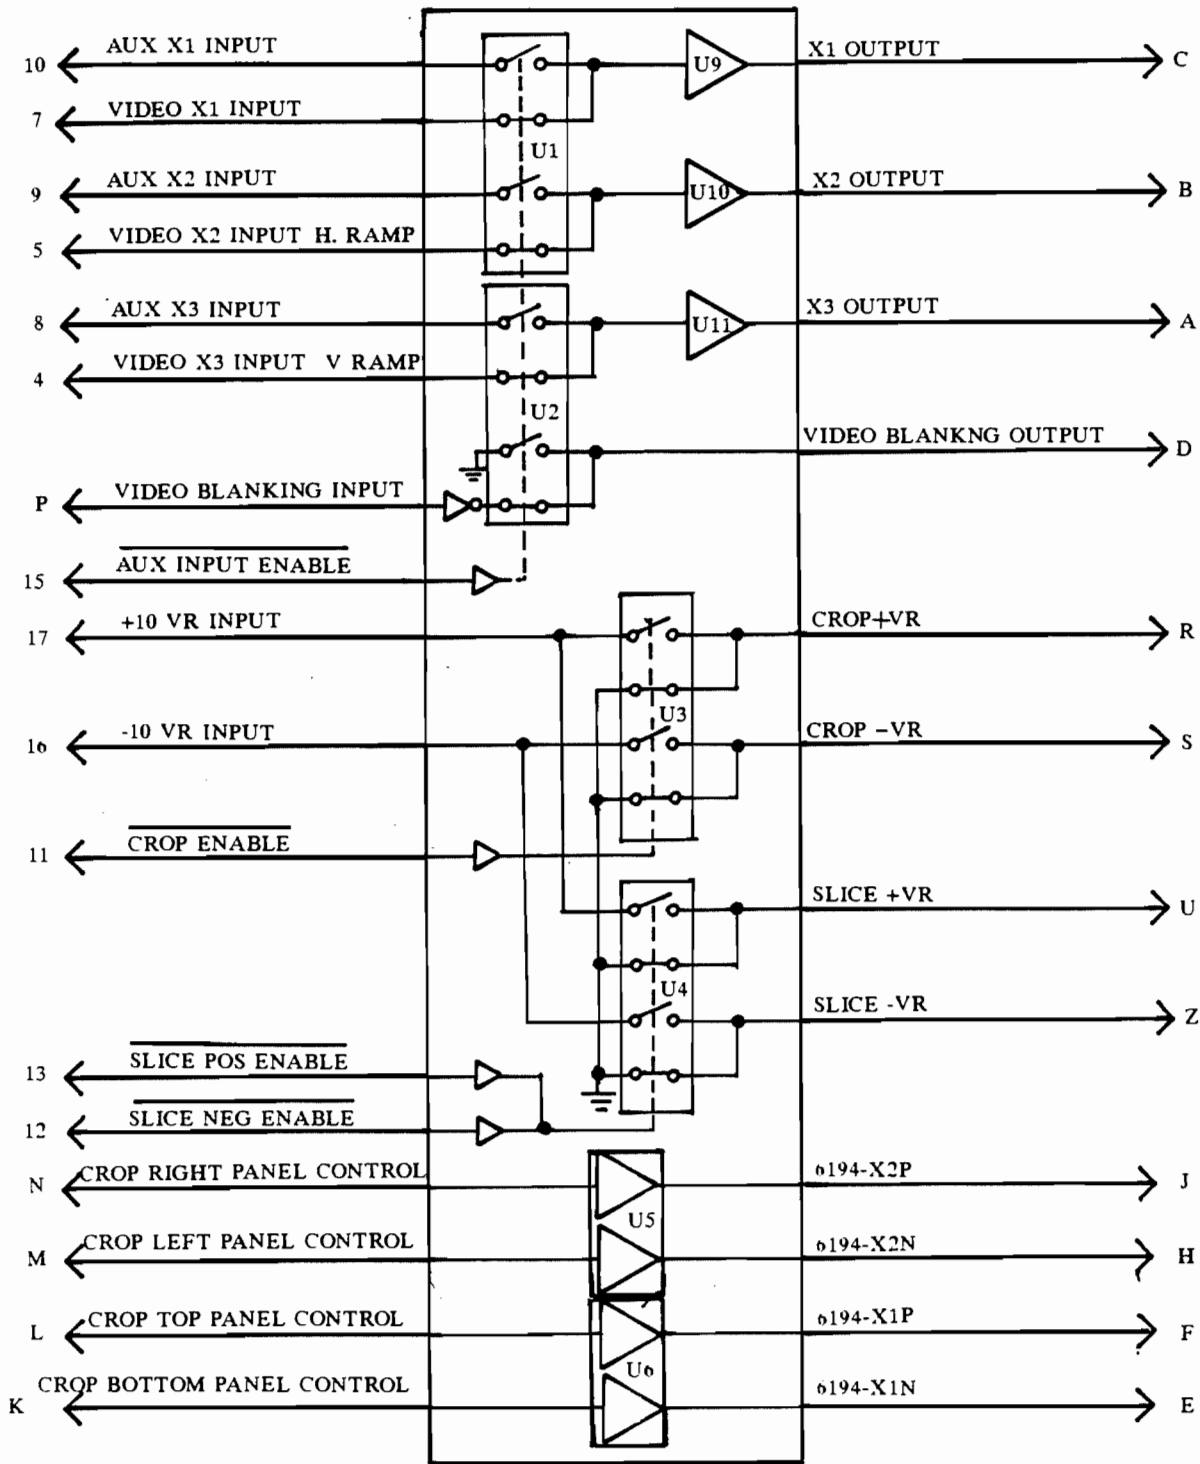 10 AUX X1 INPUT U9 X1 OUTPUT C
7 VIDEO X1 INPUT
U1
9 AUX X2 INPUT U10 X2 OUTPUT B
5 VIDEO X2 INPUT H. RAMP
8 AUX X3 INPUT U11 X3 OUTPUT A
4 VIDEO X3 INPUT V RAMP
U2
VIDEO BLANKNG OUTPUT D
P VIDEO BLANKING INPUT
15 AUX INPUT ENABLE
17 +10 VR INPUT CROP+VR R
U3
16 -10 VR INPUT CROP -VR S
11 CROP ENABLE
SLICE +VR U
U4
SLICE -VR Z
13 SLICE POS ENABLE
12 SLICE NEG ENABLE
N CROP RIGHT PANEL CONTROL 6194-X2P J
U5
M CROP LEFT PANEL CONTROL 6194-X2N H
L CROP TOP PANEL CONTROL 6194-X1P F
U6
K CROP BOTTOM PANEL CONTROL 6194-X1N E